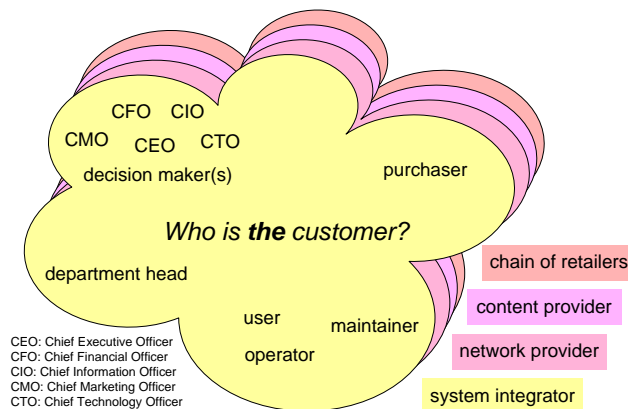 CFO CIO
CMO CEO CTO
decision maker(s)
purchaser
Who is the customer?
department head
user
maintainer
operator
chain of retailers
content provider
network provider
system integrator
CEO: Chief Executive Officer
CFO: Chief Financial Officer
CIO: Chief Information Officer
CMO: Chief Marketing Officer
CTO: Chief Technology Officer